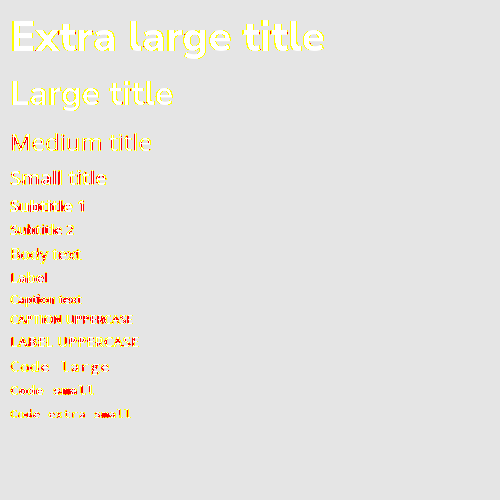 Extra large title
Large title
Medium title
Small title
Subtitle 1
Subtitle 2
Body text
Label
Caption text
CAPTION UPPERCASE
LABEL UPPERCASE
Code large
Code small
Code extra small